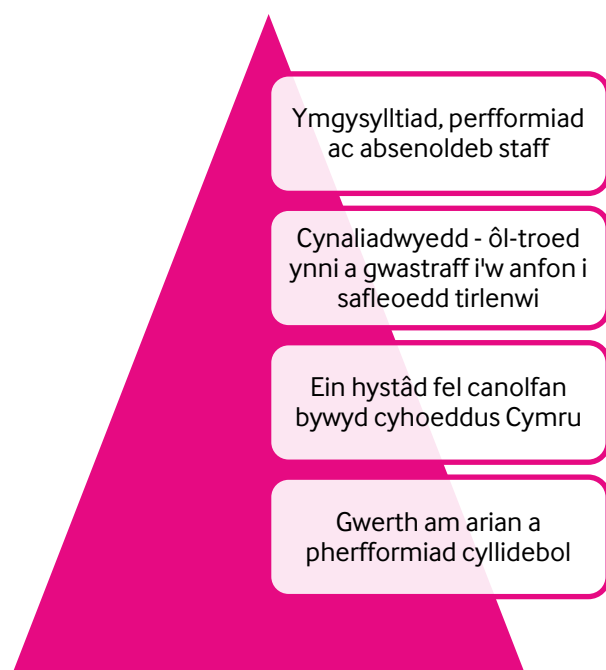 Ymgysylltiad, perfformiad
ac absenoldeb staff
Cynaliadwyedd - ôl-troed
ynni a gwastraff i'w anfon i
safleoedd tirlenwi
Ein hystâd fel canolfan
bywyd cyhoeddus Cymru
Gwerth am arian a
pherfformiad cyllidebol